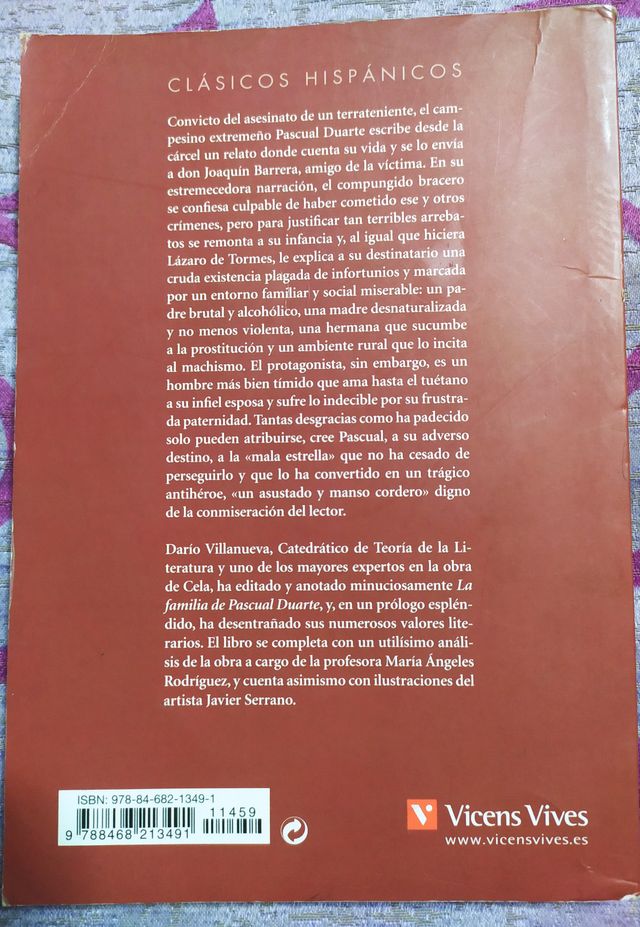 CLÁSICOS HISPÁNICOS
Convicto del asesinato de un terrateniente, el cam-
pesino extremeño Pascual Duarte escribe desde la
cárcel un relato donde cuenta su vida y se lo envía
a don Joaquín Barrera, amigo de la víctima. En su
estremecedora narración, el compungido bracero
se confiesa culpable de haber cometido ese y otros
crímenes, pero para justificar tan terribles arreba-
tos se remonta a su infancia y, al igual que hiciera
Lázaro de Tormes, le explica a su destinatario una
cruda existencia plagada de infortunios y marcada
por un entorno familiar y social miserable: un pa-
dre brutal y alcohólico, una madre desnaturalizada
y no menos violenta, una hermana que sucumbe
a la prostitución y un ambiente rural que lo incita
al machismo. El protagonista, sin embargo, es un
hombre más bien tímido que ama hasta el tuétano
a su infiel esposa y sufre lo indecible por su frustra-
da paternidad. Tantas desgracias como ha padecido
solo pueden atribuirse, cree Pascual, a su adverso
destino, a la «mala estrella» que no ha cesado de
perseguirlo y que lo ha convertido en un trágico
antihéroe, «un asustado y manso cordero» digno
de la conmiseración del lector.
Darío Villanueva, Catedrático de Teoría de la Li-
teratura y uno de los mayores expertos en la obra
de Cela, ha editado y anotado minuciosamente La
familia de Pascual Duarte, y, en un prólogo esplén-
dido, ha desentrañado sus numerosos valores lite-
rarios. El libro se completa con un utilísimo análi-
sis de la obra a cargo de la profesora María Ángeles
Rodríguez, y cuenta asimismo con ilustraciones del
artista Javier Serrano.
ISBN: 978-84-682-1349-1
11459
9 788468 213491
Vicens Vives
www.vicensvives.es